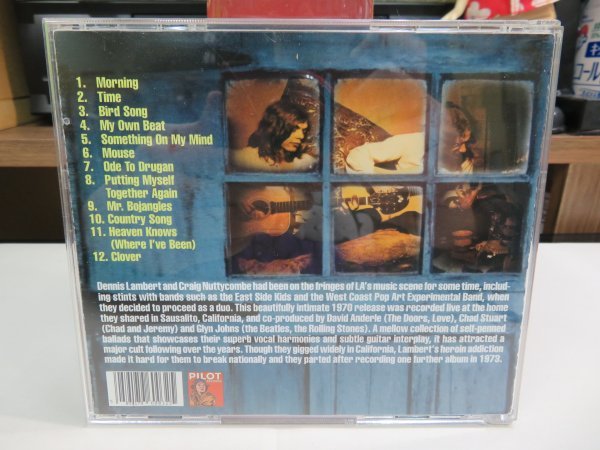 1. Morning
2. Time
3. Bird Song
4. My Own Beat
5. Something On My Mind
6. Mouse
7. Ode To Drugan
8. Putting Myself
Together Again
9. Mr. Bojangles
10. Country Song
11. Heaven Knows
(Where I've Been)
12. Clover
Dennis Lambert and Craig Nuttycombe had been on the fringes of LA's music scene for some time, includ-
ing stints with bands such as the East Side Kids and the West Coast Pop Art Experimental Band, when
they decided to proceed as a duo. This beautifully intimate 1970 release was recorded live at the home
they shared in Sausalito, California, and co-produced by David Anderle (The Doors, Love), Chad Stuart
(Chad and Jeremy) and Glyn Johns (the Beatles, the Rolling Stones). A mellow collection of self-penned
ballads that showcases their superb vocal harmonies and subtle guitar interplay, it has attracted a
major cult following over the years. Though they gigged widely in California, Lambert's heroin addiction
made it hard for them to break nationally and they parted after recording one further album in 1973.
PILOT
コール